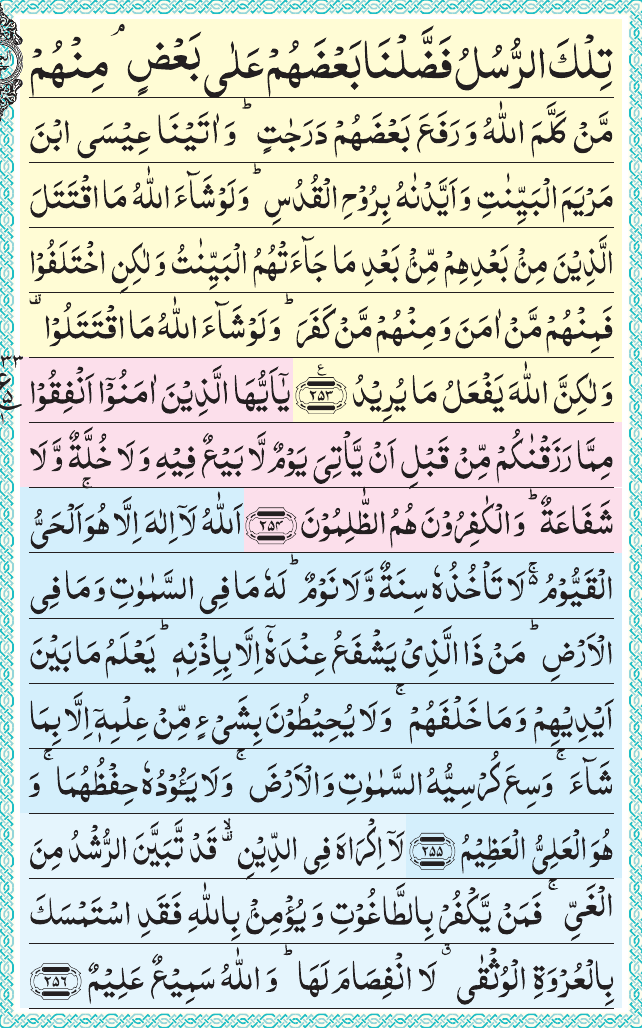 تِلۡكَ الرُّسُلُ فَضَّلۡنَا بَعۡضَهُمۡ عَلٰى بَعۡضٍ ۘ مِنۡهُمۡ
مَّنۡ كَلَّمَ اللّٰهُ وَرَفَعَ بَعۡضَهُمۡ دَرَجٰتٍ ؕ وَاٰتَيۡنَا عِيۡسَى ابۡنَ
مَرۡيَمَ الۡبَيِّنٰتِ وَاَيَّدۡنٰهُ بِرُوۡحِ الۡقُدُسِ ؕ وَلَوۡ شَآءَ اللّٰهُ مَا اقۡتَتَلَ
الَّذِيۡنَ مِنۡۢ بَعۡدِهِمۡ مِّنۡۢ بَعۡدِ مَا جَآءَتۡهُمُ الۡبَيِّنٰتُ وَلٰكِنِ اخۡتَلَفُوۡا
فَمِنۡهُمۡ مَّنۡ اٰمَنَ وَمِنۡهُمۡ مَّنۡ كَفَرَ ؕ وَلَوۡ شَآءَ اللّٰهُ مَا اقۡتَتَلُوۡا ۟
وَلٰكِنَّ اللّٰهَ يَفۡعَلُ مَا يُرِيۡدُ ﴿۲۵۳﴾ ع يٰۤاَيُّهَا الَّذِيۡنَ اٰمَنُوۡۤا اَنۡفِقُوۡا
مِمَّا رَزَقۡنٰكُمۡ مِّنۡ قَبۡلِ اَنۡ يَّاۡتِىَ يَوۡمٌ لَّا بَيۡعٌ فِيۡهِ وَلَا خُلَّةٌ وَّلَا
شَفَاعَةٌ ؕ وَالۡكٰفِرُوۡنَ هُمُ الظّٰلِمُوۡنَ ﴿۲۵۴﴾ اَللّٰهُ لَاۤ اِلٰهَ اِلَّا هُوَ ۚ اَلۡحَىُّ
الۡقَيُّوۡمُ ۬ۚ لَا تَاۡخُذُهٗ سِنَةٌ وَّلَا نَوۡمٌ ؕ لَهٗ مَا فِى السَّمٰوٰتِ وَمَا فِى
الۡاَرۡضِ ؕ مَنۡ ذَا الَّذِىۡ يَشۡفَعُ عِنۡدَهٗۤ اِلَّا بِاِذۡنِهٖ ؕ يَعۡلَمُ مَا بَيۡنَ
اَيۡدِيۡهِمۡ وَمَا خَلۡفَهُمۡ ۚ وَلَا يُحِيۡطُوۡنَ بِشَىۡءٍ مِّنۡ عِلۡمِهٖۤ اِلَّا بِمَا
شَآءَ ۚ وَسِعَ كُرۡسِيُّهُ السَّمٰوٰتِ وَالۡاَرۡضَ ۚ وَلَا يَئُوۡدُهٗ حِفۡظُهُمَا ۚ وَ
هُوَ الۡعَلِىُّ الۡعَظِيۡمُ ﴿۲۵۵﴾ لَاۤ اِكۡرَاهَ فِى الدِّيۡنِ ۟ۙ قَدۡ تَّبَيَّنَ الرُّشۡدُ مِنَ
الۡغَىِّ ۚ فَمَنۡ يَّكۡفُرۡ بِالطَّاغُوۡتِ وَيُؤۡمِنۡۢ بِاللّٰهِ فَقَدِ اسۡتَمۡسَكَ
بِالۡعُرۡوَةِ الۡوُثۡقٰى ۗ لَا انْفِصَامَ لَهَا ؕ وَاللّٰهُ سَمِيۡعٌ عَلِيۡمٌ ﴿۲۵۶﴾